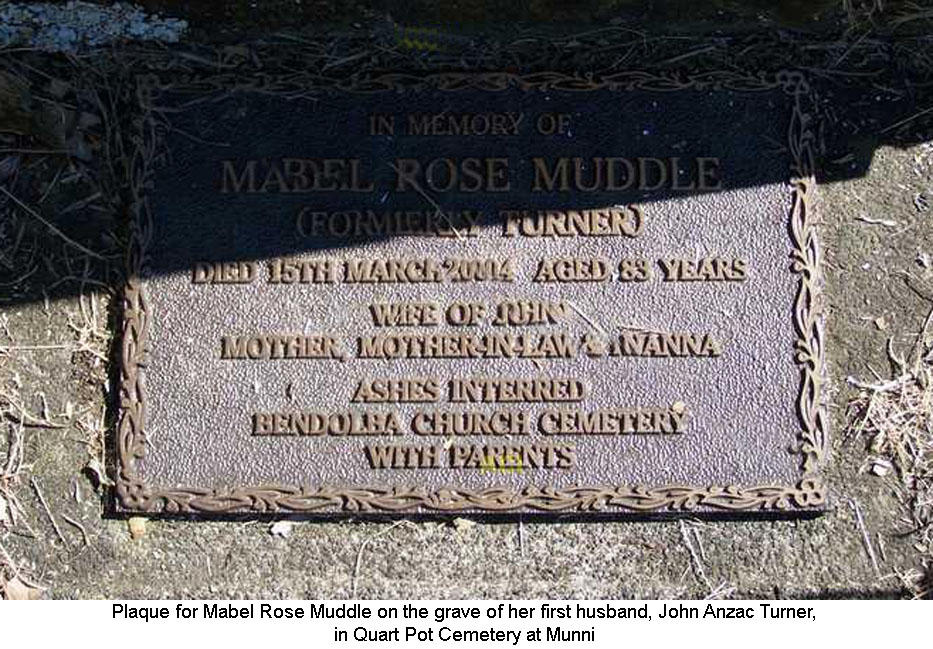 IN MEMORY OF
MABEL ROSE MUDDLE
(FORMERLY TURNER)
DIED 15TH MARCH 2004 AGED 83 YEARS
WIFE OF JOHN
MOTHER, MOTHER-IN-LAW & NANNA
ASHES INTERRED
BENDOLBA CHURCH CEMETERY
WITH PARENTS
Plaque for Mabel Rose Muddle on the grave of her first husband, John Anzac Turner,
in Quart Pot Cemetery at Munni